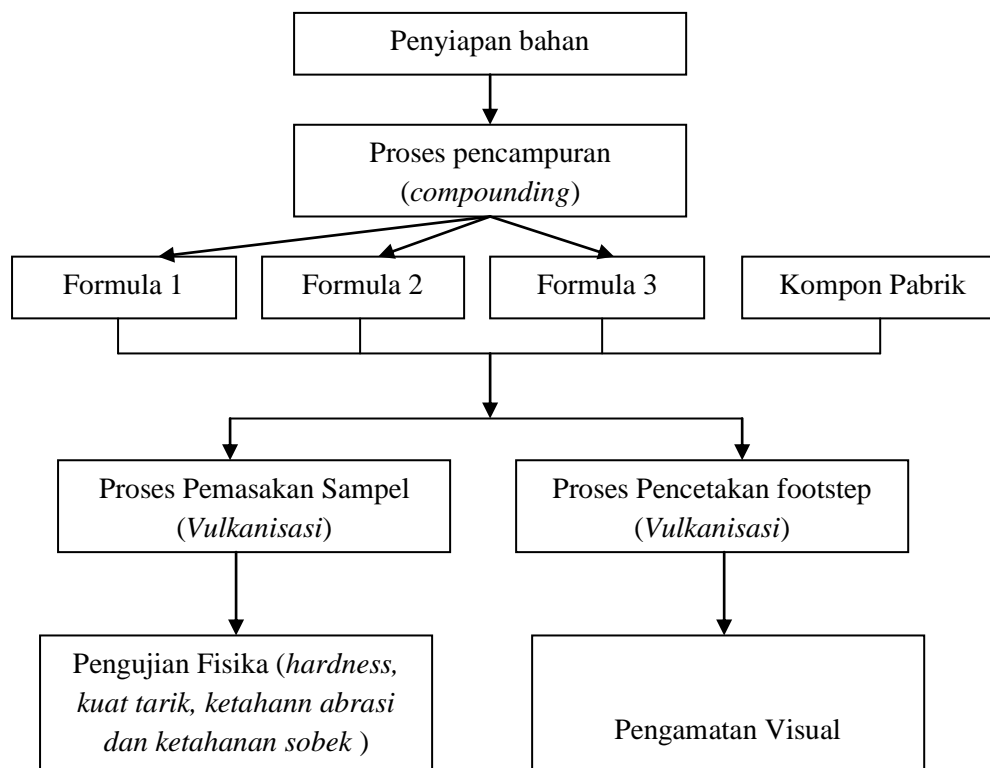 Penyiapan bahan
Proses pencampuran
(compounding)
Formula 1
Formula 2
Formula 3
Kompon Pabrik
Proses Pemasakan Sampel
(Vulkanisasi)
Proses Pencetakan footstep
(Vulkanisasi)
Pengujian Fisika (hardness,
kuat tarik, ketahann abrasi
dan ketahanan sobek )
Pengamatan Visual